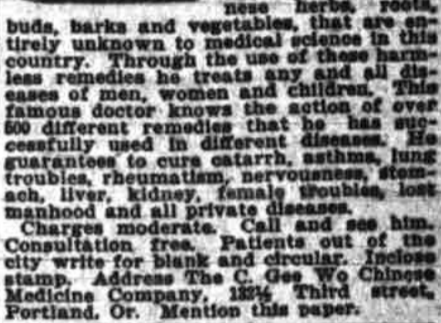 nese herbs, roots,
buds, barks and vegetables, that are en-
tirely unknown to medical science in this
country. Through the use of these harm-
less remedies he treats any and all dis-
eases of men, women and children. This
famous doctor knows the action of over
500 different remedies that he has suc-
cessfully used in different diseases. He
guarantees to cure catarrh, asthma, lung
troubles, rheumatism, nervousness, stom-
ach, liver, kidney, female troubles, lost
manhood and all private diseases.
Charges moderate. Call and see him.
Consultation free. Patients out of the
city write for blank and circular. Inclose
stamp. Address The C. Gee Wo Chinese
Medicine Company, 132½ Third street,
Portland, Or. Mention this paper.